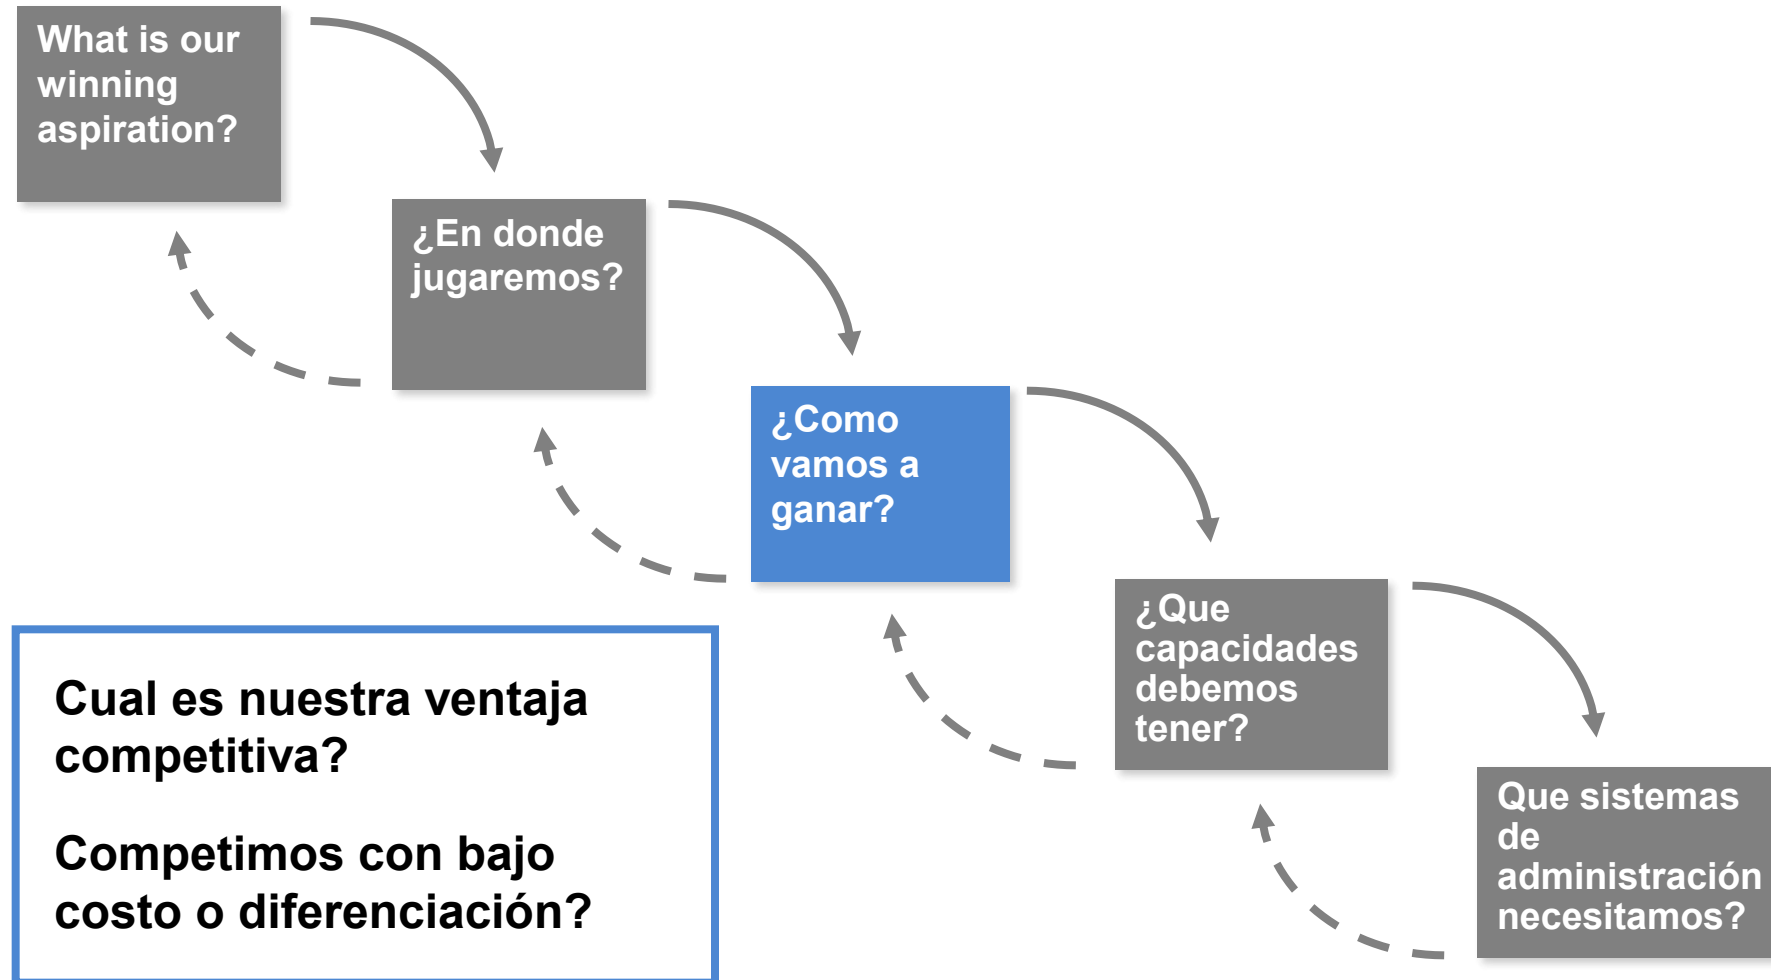 What is our
winning
aspiration?
¿En donde
jugaremos?
¿Como
vamos a
ganar?
¿Que
capacidades
debemos
tener?
Que sistemas
de
administración
necesitamos?
Cual es nuestra ventaja
competitiva?
Competimos con bajo
costo o diferenciación?